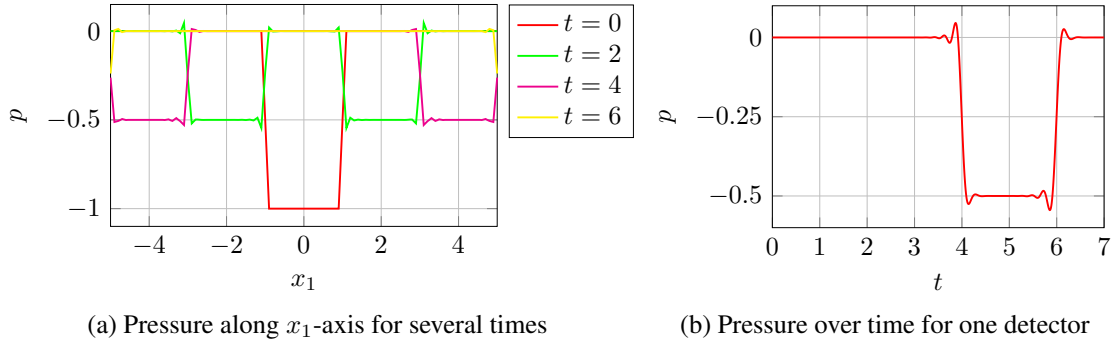 0
−0.5
−1
p
−4
−2
0
2
4
x1
t = 0
t = 2
t = 4
t = 6
(a) Pressure along x1-axis for several times
0
−0.25
−0.5
p
0 1 2 3 4 5 6 7
t
(b) Pressure over time for one detector